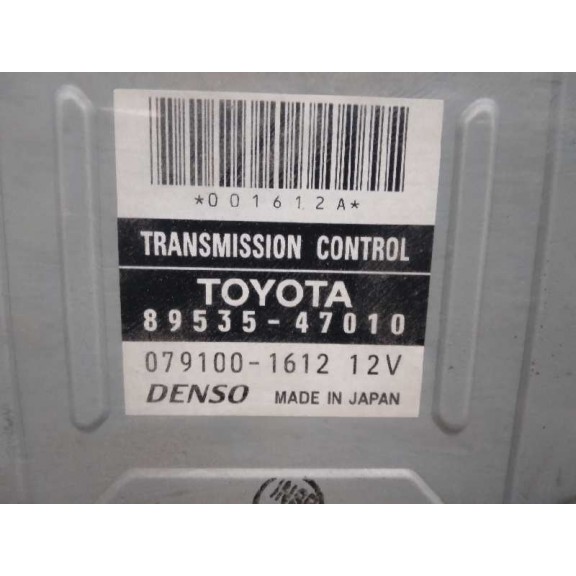 *001612A*
TRANSMISSION CONTROL
TOYOTA
89535-47010
079100-1612 12V
DENSO MADE IN JAPAN